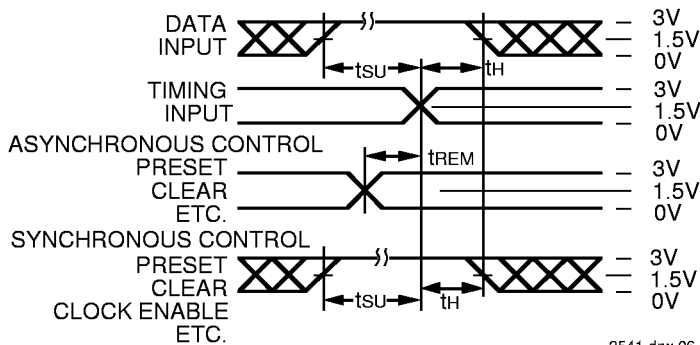 DATA
INPUT
tSU
tH
3V
1.5V
0V
TIMING
INPUT
3V
1.5V
0V
ASYNCHRONOUS CONTROL
PRESET
CLEAR
ETC.
tREM
3V
1.5V
0V
SYNCHRONOUS CONTROL
PRESET
CLEAR
CLOCK ENABLE
ETC.
tSU
tH
3V
1.5V
0V